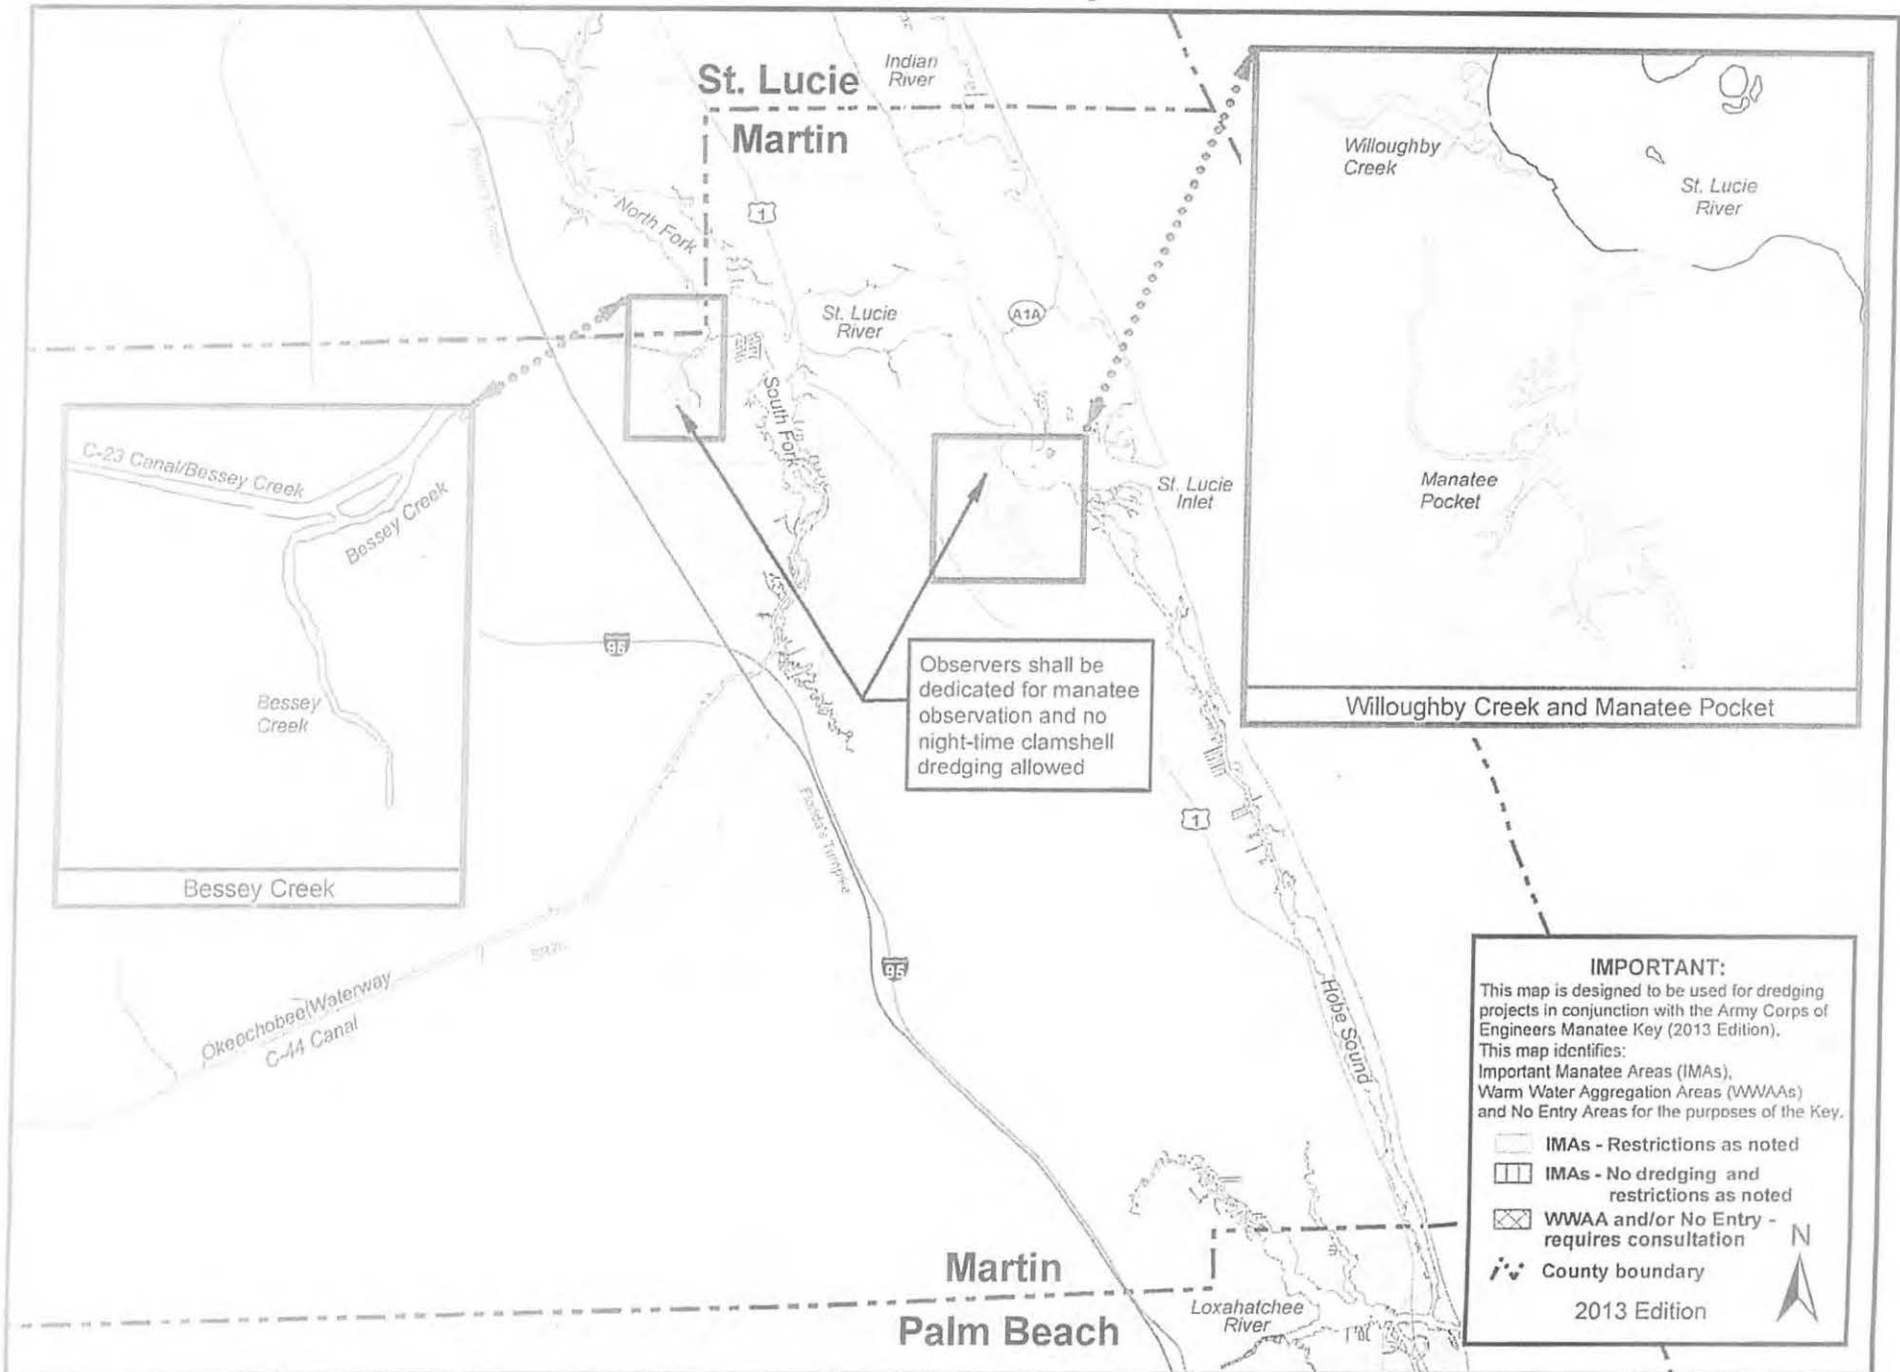 St. Lucie
Martin
Indian
River
North Fork
1
St. Lucie
River
A1A
South Fork
St. Lucie
Inlet
C-23 Canal/Bessey Creek
Bessey Creek
Bessey
Creek
Bessey Creek
Willoughby
Creek
St. Lucie
River
Manatee
Pocket
Willoughby Creek and Manatee Pocket
95
Observers shall be
dedicated for manatee
observation and no
night-time clamshell
dredging allowed
Florida's Turnpike
1
95
Okeechobee Waterway
C-44 Canal
Hobe Sound
Martin
Palm Beach
Loxahatchee
River
IMPORTANT:
This map is designed to be used for dredging
projects in conjunction with the Army Corps of
Engineers Manatee Key (2013 Edition).
This map identifies:
Important Manatee Areas (IMAs),
Warm Water Aggregation Areas (WWAAs)
and No Entry Areas for the purposes of the Key.
IMAs - Restrictions as noted
IMAs - No dredging and
restrictions as noted
WWAA and/or No Entry -
requires consultation
N
County boundary
2013 Edition